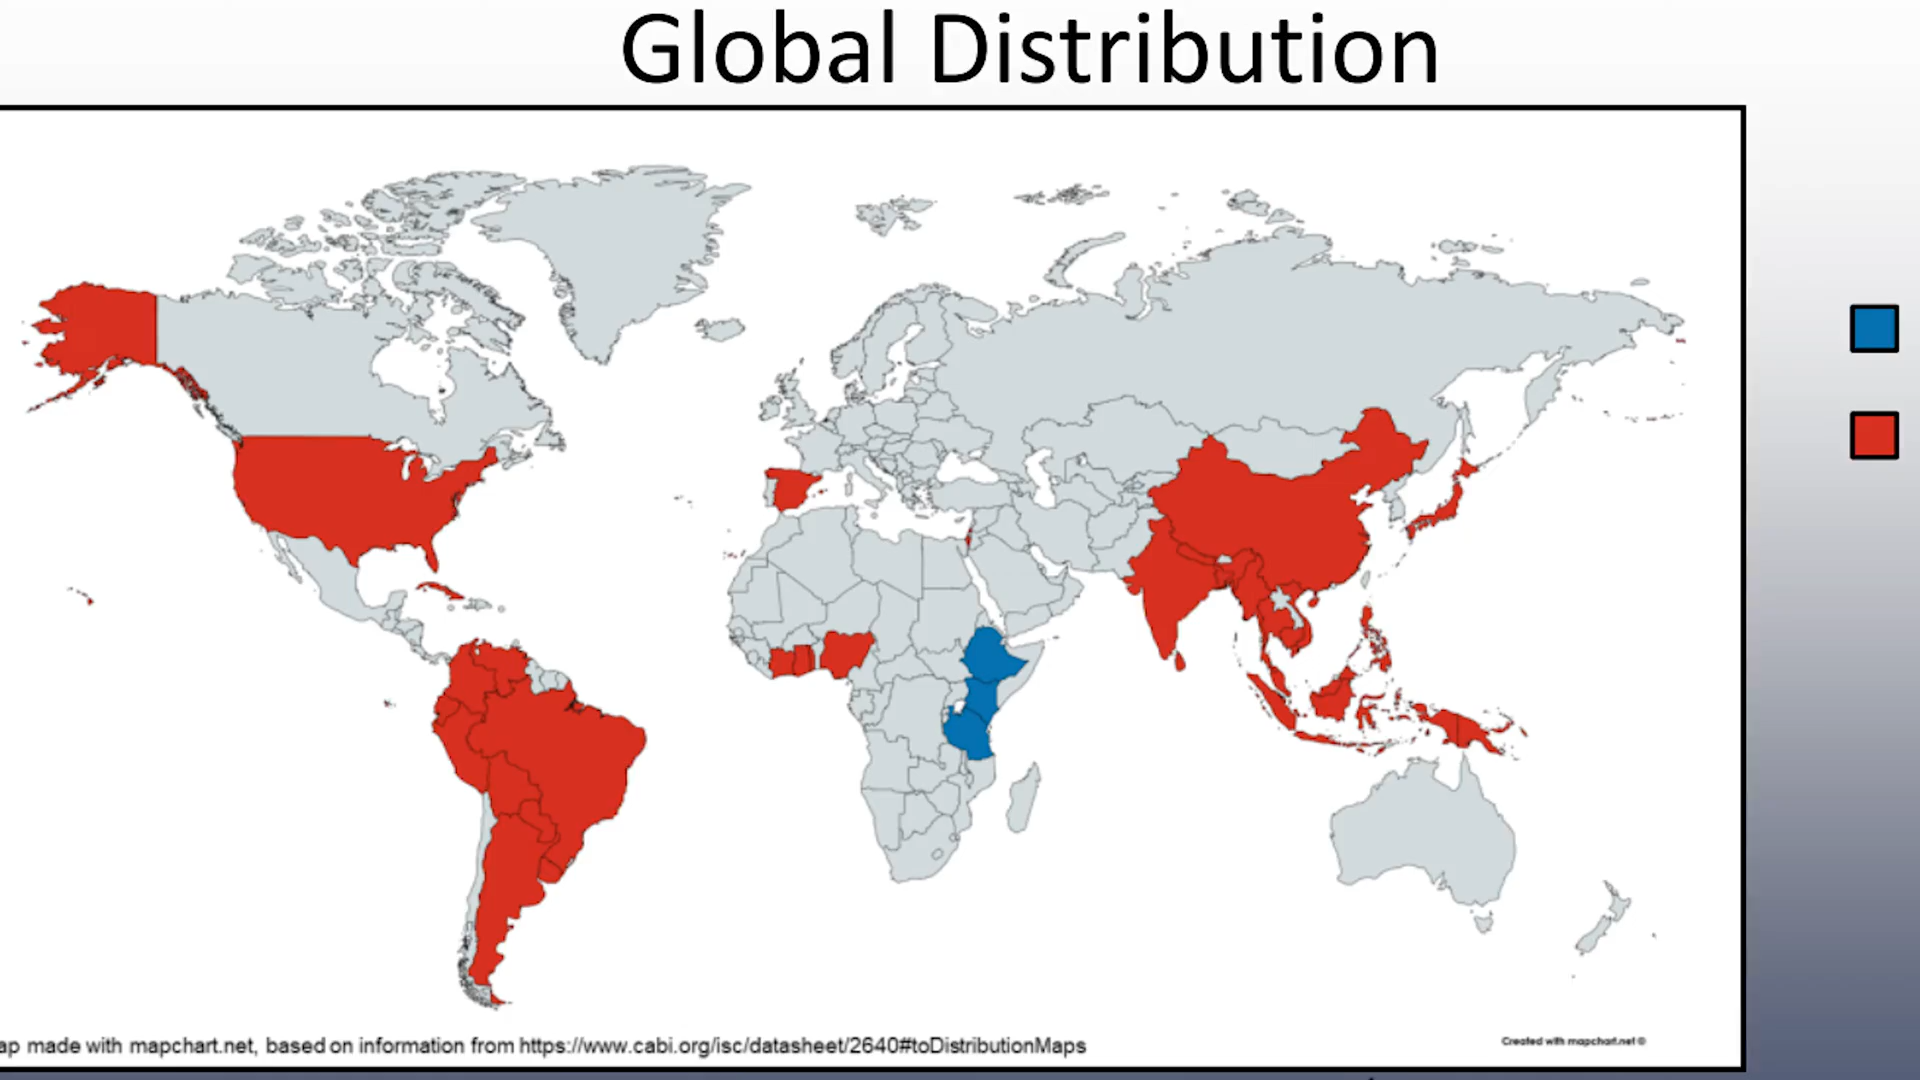 Global Distribution
ap made with mapchart.net, based on information from https://www.cabi.org/isc/datasheet/2640#toDistributionMaps
Created with mapchart.net ©